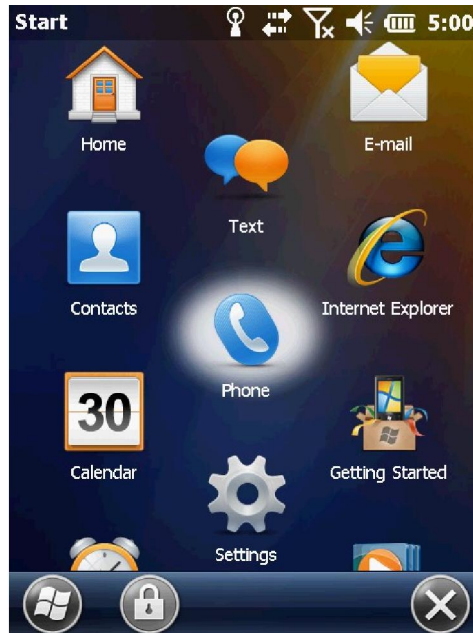 Start 5:00
Home
E-mail
Text
Contacts
Internet Explorer
Phone
30
Calendar
Getting Started
Settings